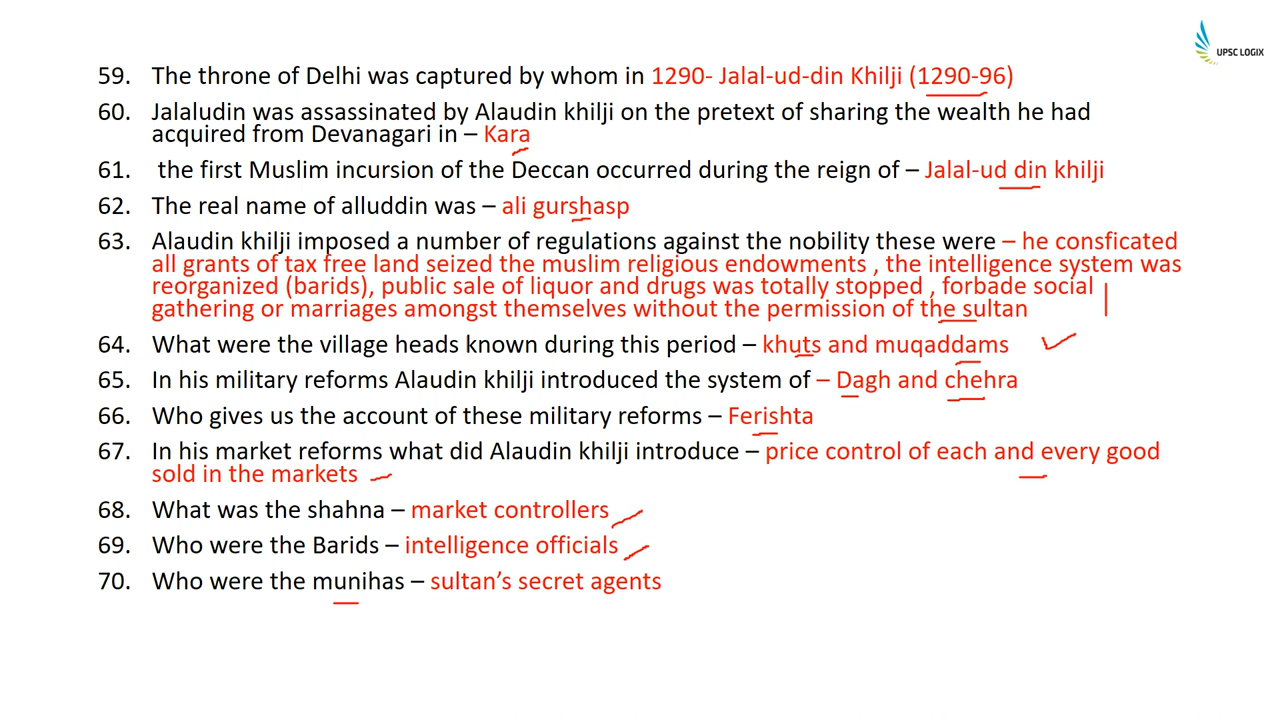 UPSC LOGIX
59. The throne of Delhi was captured by whom in 1290- Jalal-ud-din Khilji (1290-96)
60. Jalaludin was assassinated by Alaudin khilji on the pretext of sharing the wealth he had
acquired from Devanagari in – Kara
61. the first Muslim incursion of the Deccan occurred during the reign of – Jalal-ud din khilji
62. The real name of alluddin was – ali gurshasp
63. Alaudin khilji imposed a number of regulations against the nobility these were – he consficated
all grants of tax free land seized the muslim religious endowments , the intelligence system was
reorganized (barids), public sale of liquor and drugs was totally stopped , forbade social
gathering or marriages amongst themselves without the permission of the sultan
64. What were the village heads known during this period – khuts and muqaddams
65. In his military reforms Alaudin khilji introduced the system of – Dagh and chehra
66. Who gives us the account of these military reforms – Ferishta
67. In his market reforms what did Alaudin khilji introduce – price control of each and every good
sold in the markets
68. What was the shahna – market controllers
69. Who were the Barids – intelligence officials
70. Who were the munihas – sultan's secret agents